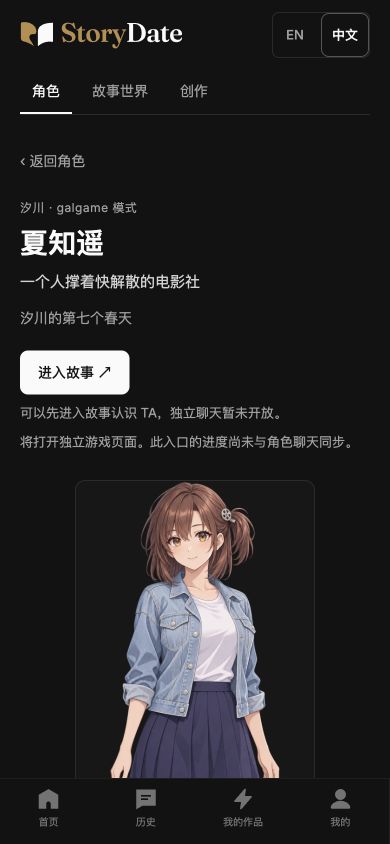 StoryDate
EN
中文
角色
故事世界
创作
‹ 返回角色
汐川 · galgame 模式
夏知遥
一个人撑着快解散的电影社
汐川的第七个春天
进入故事 ↗
可以先进入故事认识 TA，独立聊天暂未开放。
将打开独立游戏页面。此入口的进度尚未与角色聊天同步。
首页
历史
我的作品
我的